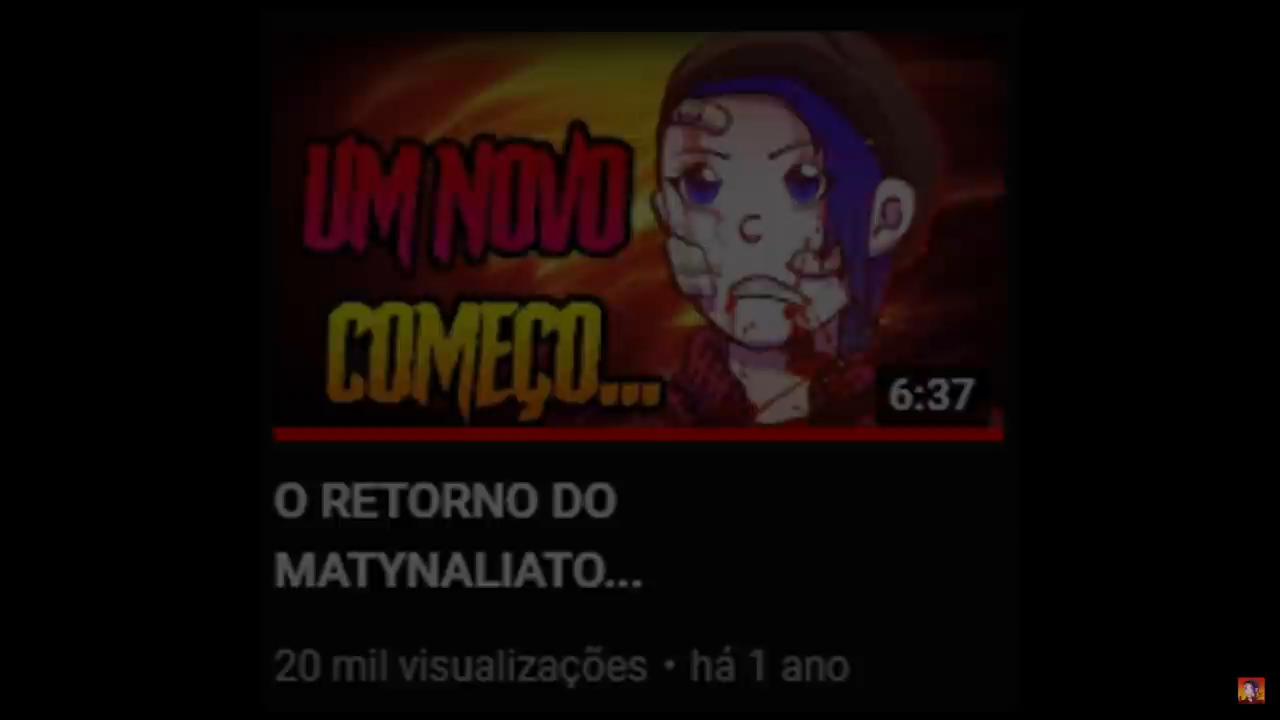 UM NOVO
COMEÇO...
6:37
O RETORNO DO
MATYNALIATO...
20 mil visualizações • há 1 ano